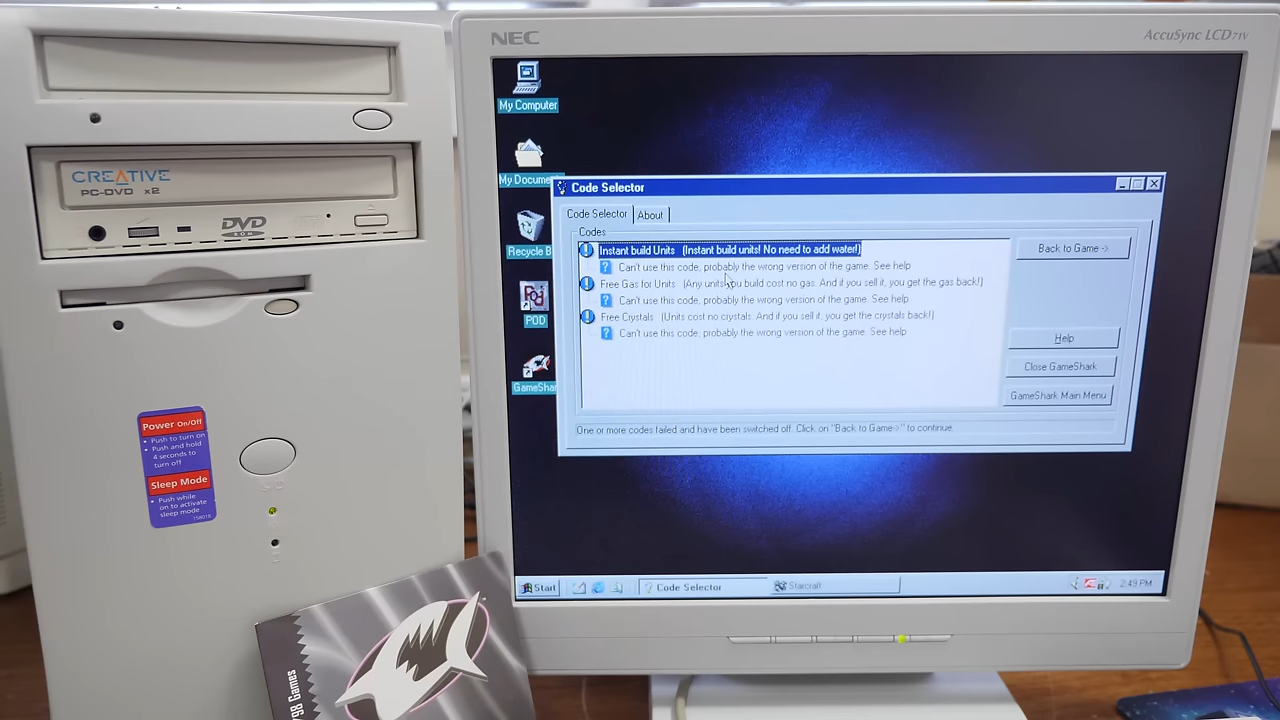 CREATIVE
PC-DVD x2
DVD
ROM
Power On/Off
• Push to turn on
• Push and hold
4 seconds to
turn off
Sleep Mode
• Push while
on to activate
sleep mode
/98 Games
NEC
AccuSync LCD71V
My Computer
My Docume
Recycle B
POD
GameShar
Code Selector
Code Selector
About
Codes
Instant build Units (Instant build units! No need to add water!)
Can't use this code, probably the wrong version of the game. See help
Free Gas for Units (Any units you build cost no gas. And if you sell it, you get the gas back!)
Can't use this code, probably the wrong version of the game. See help
Free Crystals (Units cost no crystals. And if you sell it, you get the crystals back!)
Can't use this code, probably the wrong version of the game. See help
Back to Game ->
Help
Close GameShark
GameShark Main Menu
One or more codes failed and have been switched off. Click on "Back to Game->" to continue.
Start
Code Selector
Starcraft
2:49 PM